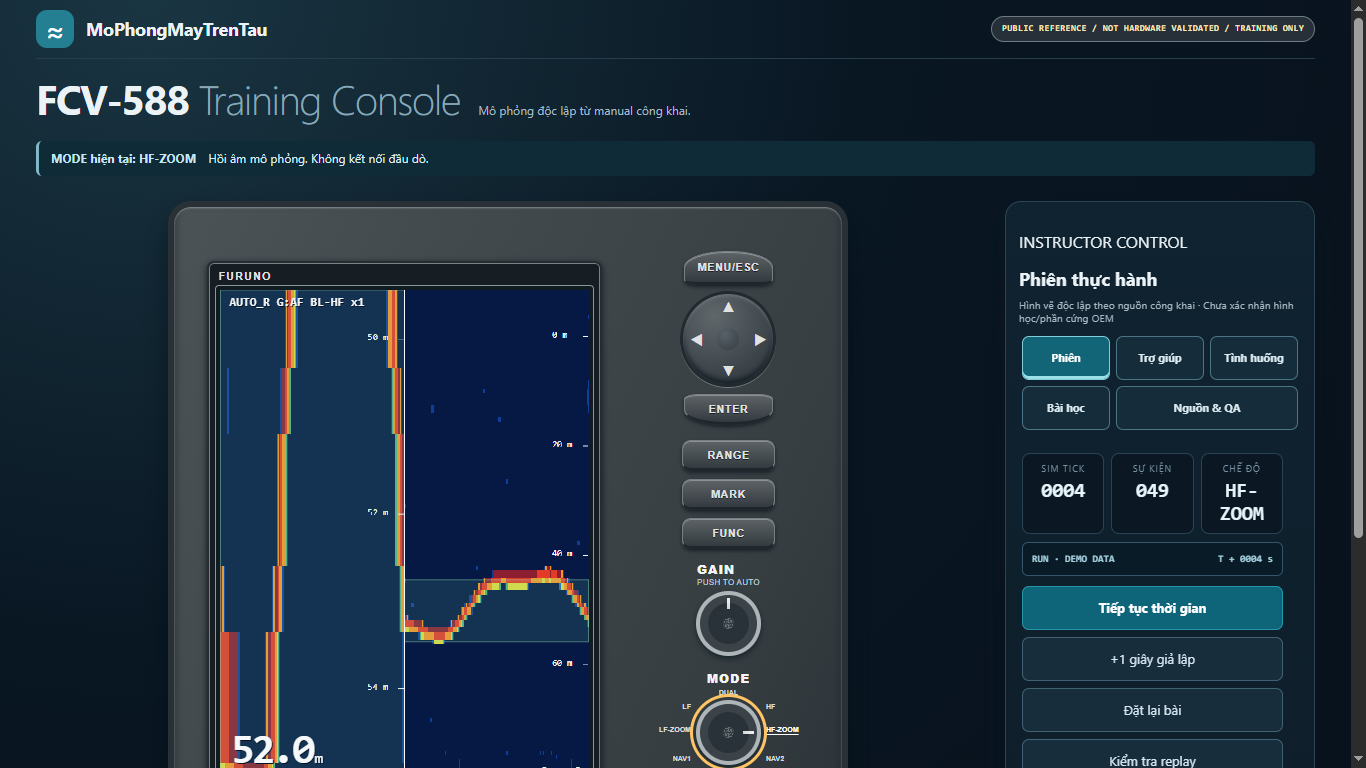 ≈
MoPhongMayTrenTau
PUBLIC REFERENCE / NOT HARDWARE VALIDATED / TRAINING ONLY
FCV-588 Training Console Mô phỏng độc lập từ manual công khai.
MODE hiện tại: HF-ZOOM Hồi âm mô phỏng. Không kết nối đầu dò.
FURUNO
AUTO_R G:AF BL-HF x1
50 m
52 m
54 m
52.0m
0 m
20 m
40 m
60 m
MENU/ESC
ENTER
RANGE
MARK
FUNC
GAIN
PUSH TO AUTO
MODE
DUAL
LF
HF
LF-ZOOM
HF-ZOOM
NAV1
NAV2
INSTRUCTOR CONTROL
Phiên thực hành
Hình vẽ độc lập theo nguồn công khai · Chưa xác nhận hình
học/phần cứng OEM
Phiên
Trợ giúp
Tình huống
Bài học
Nguồn & QA
SIM TICK
0004
SỰ KIỆN
049
CHẾ ĐỘ
HF-
ZOOM
RUN · DEMO DATA
T + 0004 s
Tiếp tục thời gian
+1 giây giả lập
Đặt lại bài
Kiểm tra replay